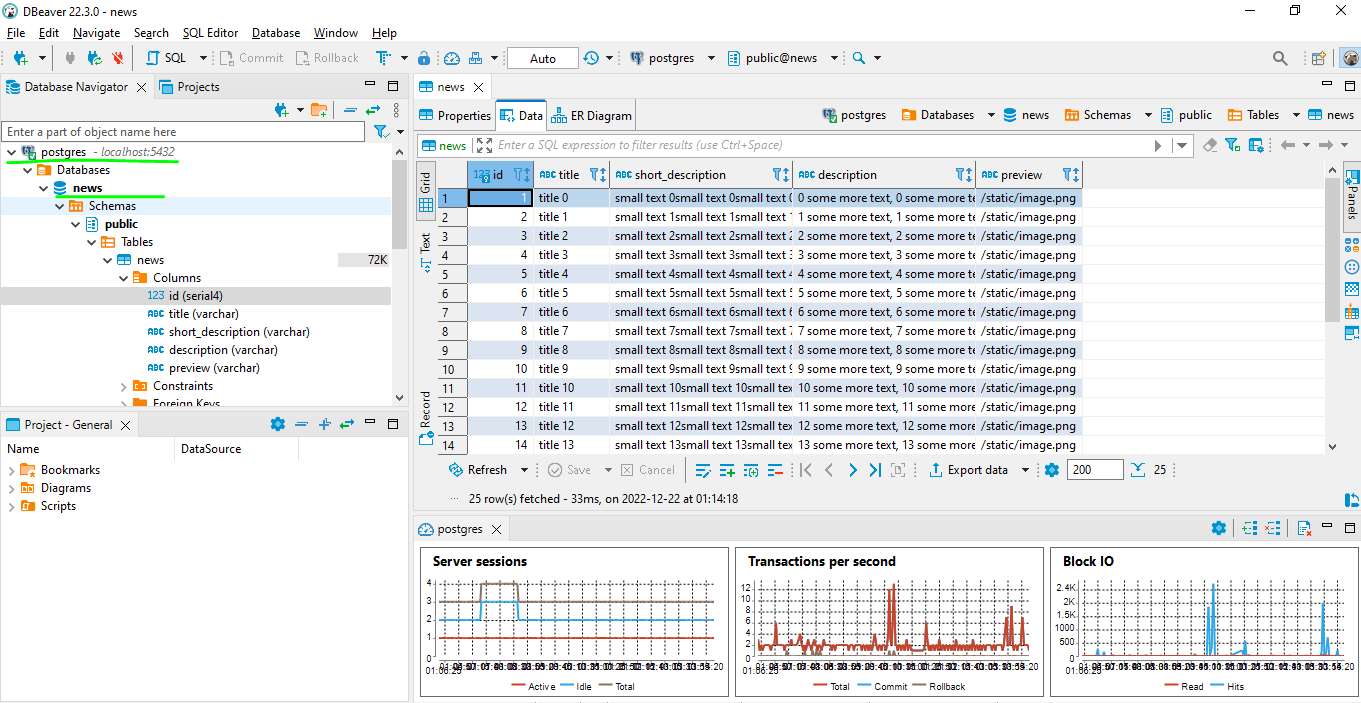 DBeaver 22.3.0 - news
File Edit Navigate Search SQL Editor Database Window Help
SQL Commit Rollback Auto postgres public@news
Database Navigator Projects
Enter a part of object name here
postgres - localhost:5432
Databases
news
Schemas
public
Tables
news 72K
Columns
123 id (serial4)
ABC title (varchar)
ABC short_description (varchar)
ABC description (varchar)
ABC preview (varchar)
Constraints
Foreign Keys
Project - General
Name DataSource
Bookmarks
Diagrams
Scripts
news
Properties Data ER Diagram postgres Databases news Schemas public Tables news
news Enter a SQL expression to filter results (use Ctrl+Space)
Grid
Text
Record
Panels
123 id ABC title ABC short_description ABC description ABC preview
1 1 title 0 small text 0small text 0small text 0 0 some more text, 0 some more te /static/image.png
2 2 title 1 small text 1small text 1small text 1 1 some more text, 1 some more te /static/image.png
3 3 title 2 small text 2small text 2small text 2 2 some more text, 2 some more te /static/image.png
4 4 title 3 small text 3small text 3small text 3 3 some more text, 3 some more te /static/image.png
5 5 title 4 small text 4small text 4small text 4 4 some more text, 4 some more te /static/image.png
6 6 title 5 small text 5small text 5small text 5 5 some more text, 5 some more te /static/image.png
7 7 title 6 small text 6small text 6small text 6 6 some more text, 6 some more te /static/image.png
8 8 title 7 small text 7small text 7small text 7 7 some more text, 7 some more te /static/image.png
9 9 title 8 small text 8small text 8small text 8 8 some more text, 8 some more te /static/image.png
10 10 title 9 small text 9small text 9small text 9 9 some more text, 9 some more te /static/image.png
11 11 title 10 small text 10small text 10small tex 10 some more text, 10 some more /static/image.png
12 12 title 11 small text 11small text 11small tex 11 some more text, 11 some more /static/image.png
13 13 title 12 small text 12small text 12small tex 12 some more text, 12 some more /static/image.png
14 14 title 13 small text 13small text 13small tex 13 some more text, 13 some more /static/image.png
Refresh Save Cancel Export data 200 25
25 row(s) fetched - 33ms, on 2022-12-22 at 01:14:18
postgres
Server sessions
4
3
2
1
0
01:06:25
Active Idle Total
Transactions per second
12
10
8
6
4
2
0
01:06:25
Total Commit Rollback
Block IO
2.4K
2K
1.5K
1000
500
0
01:06:25
Read Hits